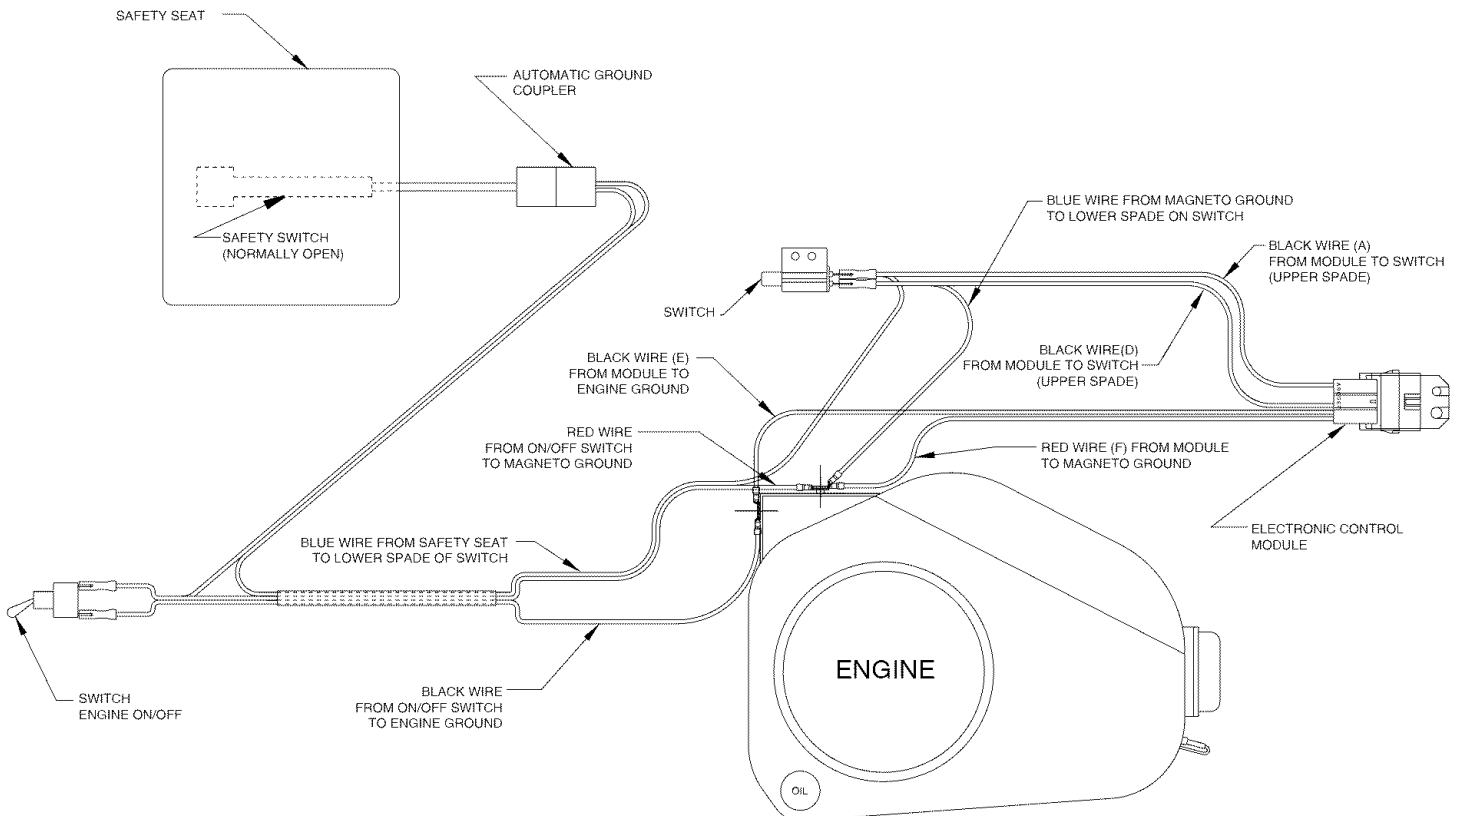 SAFETY SEAT
AUTOMATIC GROUND
COUPLER
SAFETY SWITCH
(NORMALLY OPEN)
BLUE WIRE FROM MAGNETO GROUND
TO LOWER SPADE ON SWITCH
BLACK WIRE (A)
FROM MODULE TO SWITCH
(UPPER SPADE)
SWITCH
BLACK WIRE(D)
FROM MODULE TO SWITCH
(UPPER SPADE)
BLACK WIRE (E)
FROM MODULE TO
ENGINE GROUND
RED WIRE
FROM ON/OFF SWITCH
TO MAGNETO GROUND
RED WIRE (F) FROM MODULE
TO MAGNETO GROUND
ELECTRONIC CONTROL
MODULE
BLUE WIRE FROM SAFETY SEAT
TO LOWER SPADE OF SWITCH
SWITCH
ENGINE ON/OFF
BLACK WIRE
FROM ON/OFF SWITCH
TO ENGINE GROUND
ENGINE
OIL